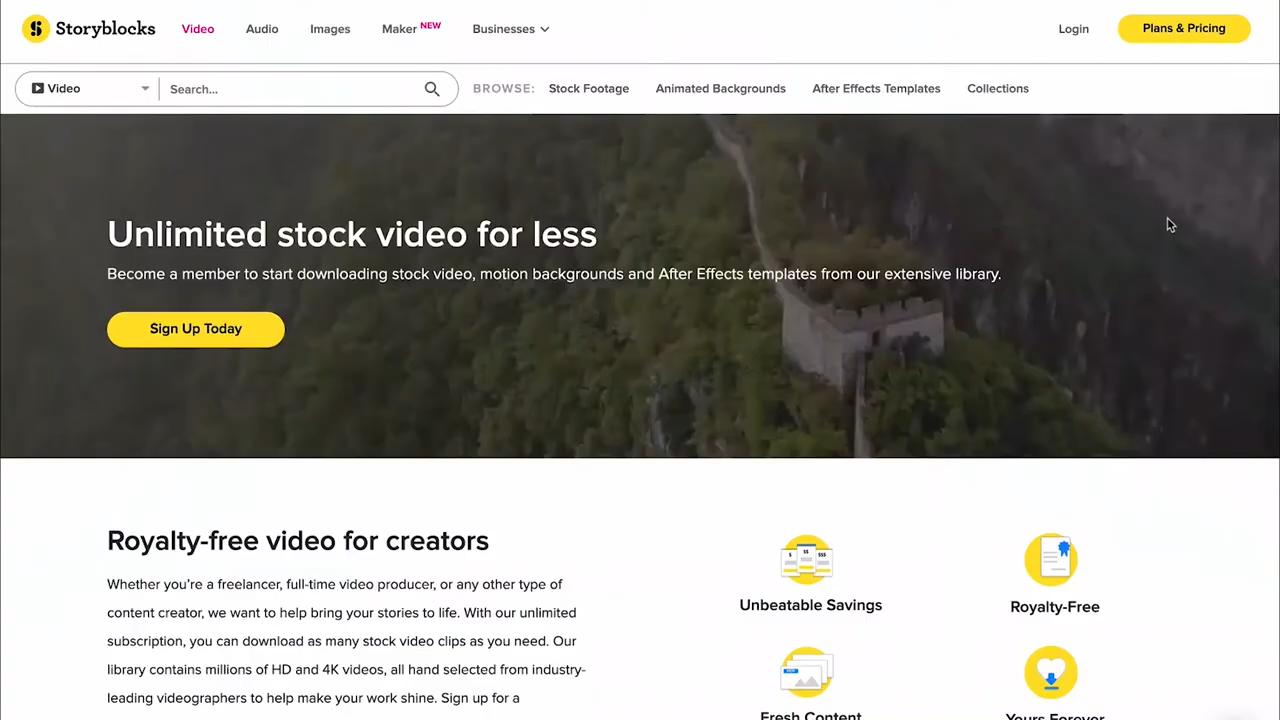 Storyblocks Video Audio Images Maker NEW Businesses Login Plans & Pricing
Video Search... BROWSE: Stock Footage Animated Backgrounds After Effects Templates Collections
Unlimited stock video for less
Become a member to start downloading stock video, motion backgrounds and After Effects templates from our extensive library.
Sign Up Today
Royalty-free video for creators
Whether you're a freelancer, full-time video producer, or any other type of
content creator, we want to help bring your stories to life. With our unlimited
subscription, you can download as many stock video clips as you need. Our
library contains millions of HD and 4K videos, all hand selected from industry-
leading videographers to help make your work shine. Sign up for a
$ $$ $$$
Unbeatable Savings
Royalty-Free
NEW
Fresh Content
Yours Forever